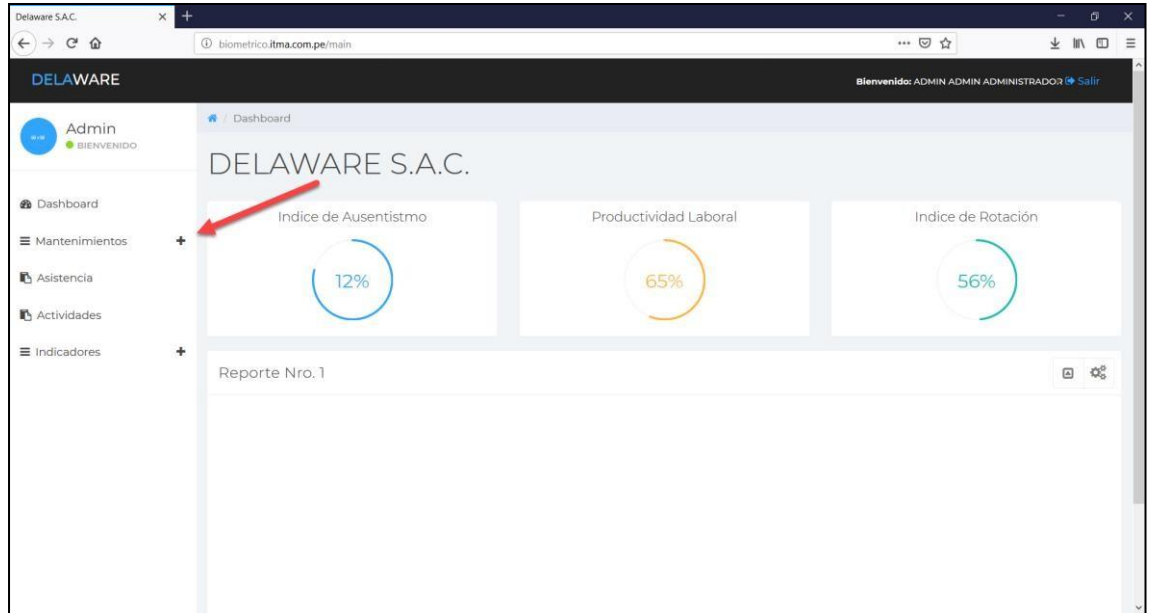 Delaware S.A.C.
biometrico.itma.com.pe/main
DELAWARE
Bienvenido: ADMIN ADMIN ADMINISTRADOR Salir
Admin
BIENVENIDO
Dashboard
Mantenimientos
Asistencia
Actividades
Indicadores
/ Dashboard
DELAWARE S.A.C.
Indice de Ausentistmo
12%
Productividad Laboral
65%
Indice de Rotación
56%
Reporte Nro. 1